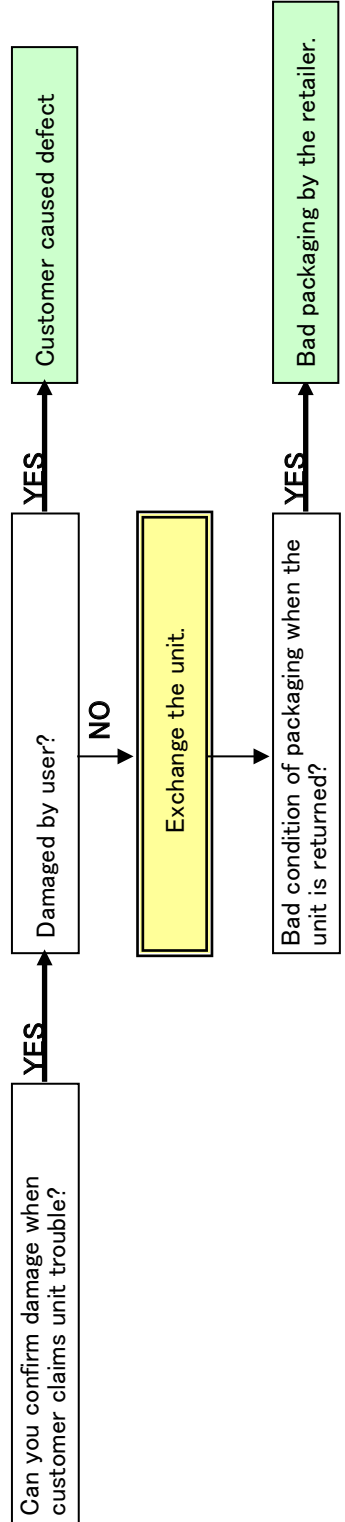 Can you confirm damage when
customer claims unit trouble?
YES
Damaged by user?
YES
Customer caused defect
NO
Exchange the unit.
Bad condition of packaging when the
unit is returned?
YES
Bad packaging by the retailer.